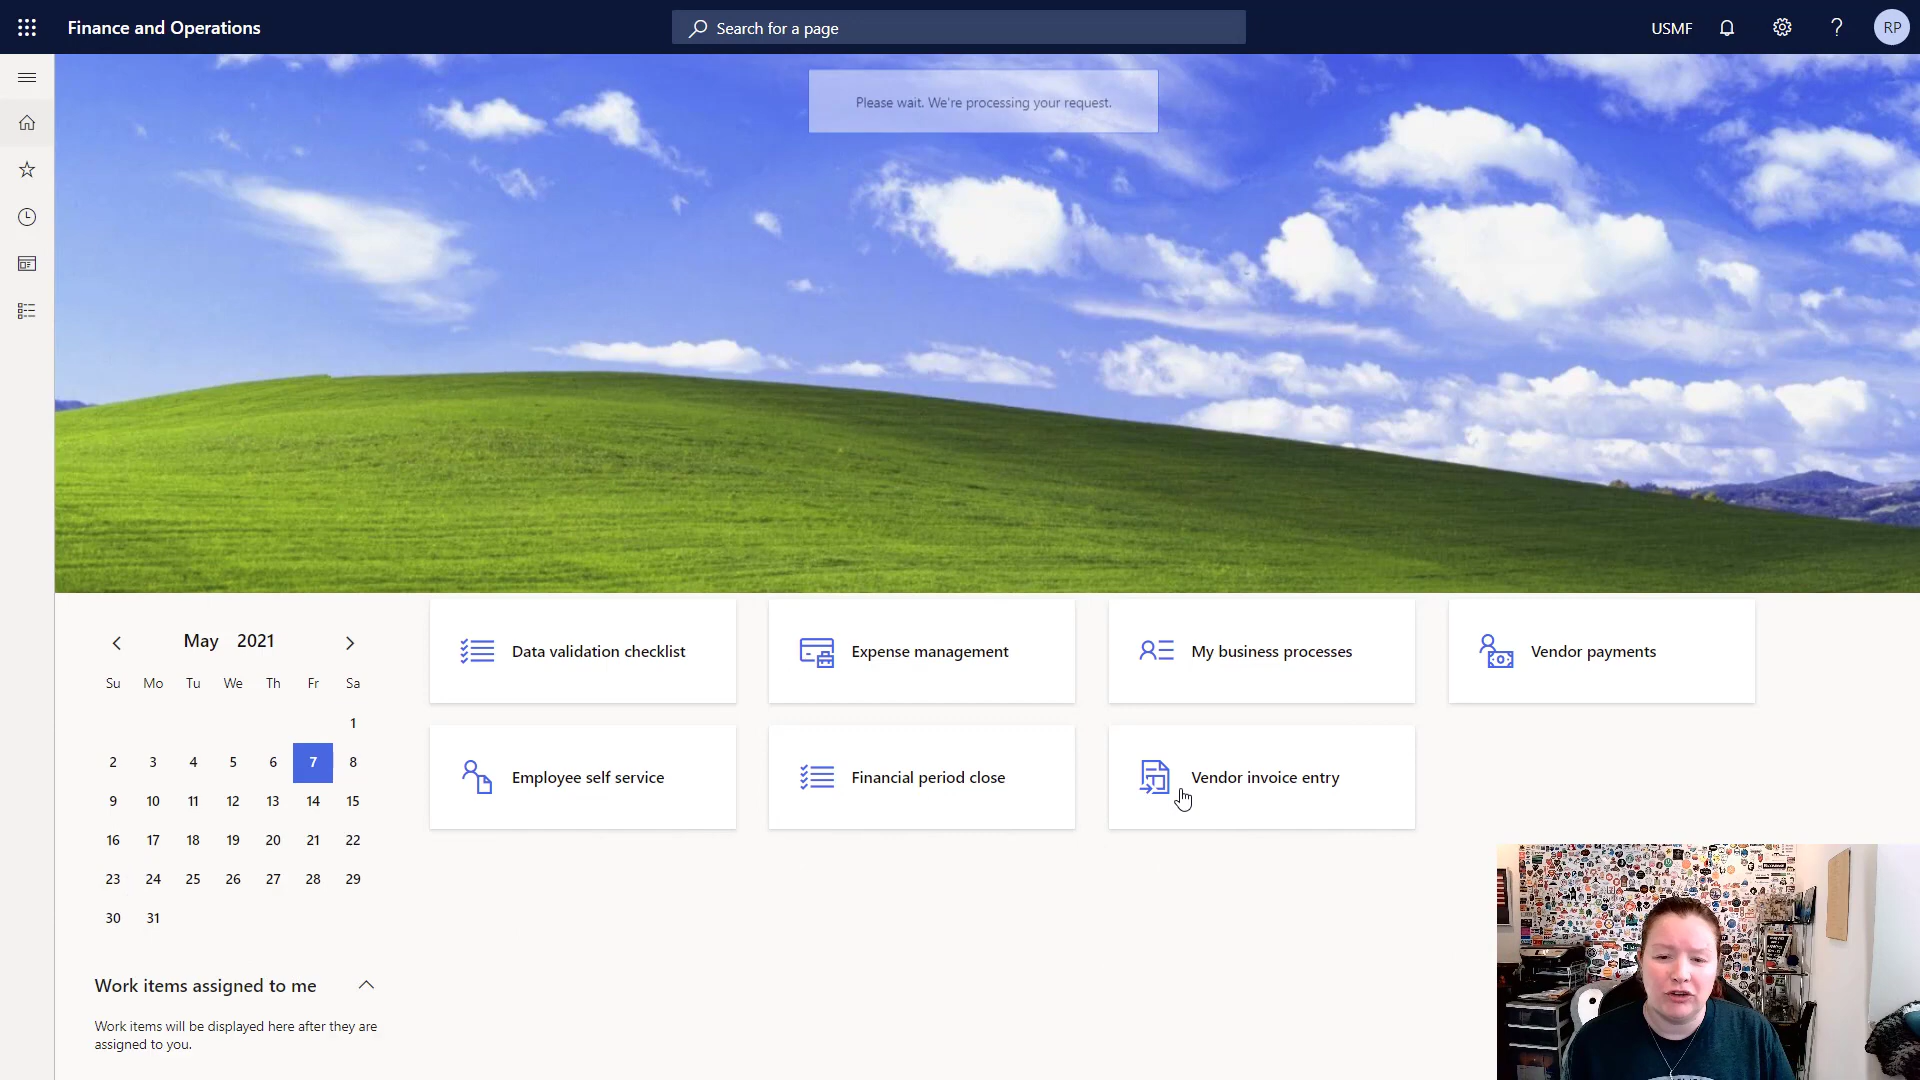 Finance and Operations
Search for a page
USMF
?
RP
Please wait. We're processing your request.
May 2021
Su Mo Tu We Th Fr Sa
1
2 3 4 5 6 7 8
9 10 11 12 13 14 15
16 17 18 19 20 21 22
23 24 25 26 27 28 29
30 31
Work items assigned to me
Work items will be displayed here after they are
assigned to you.
Data validation checklist
Expense management
My business processes
Vendor payments
Employee self service
Financial period close
Vendor invoice entry